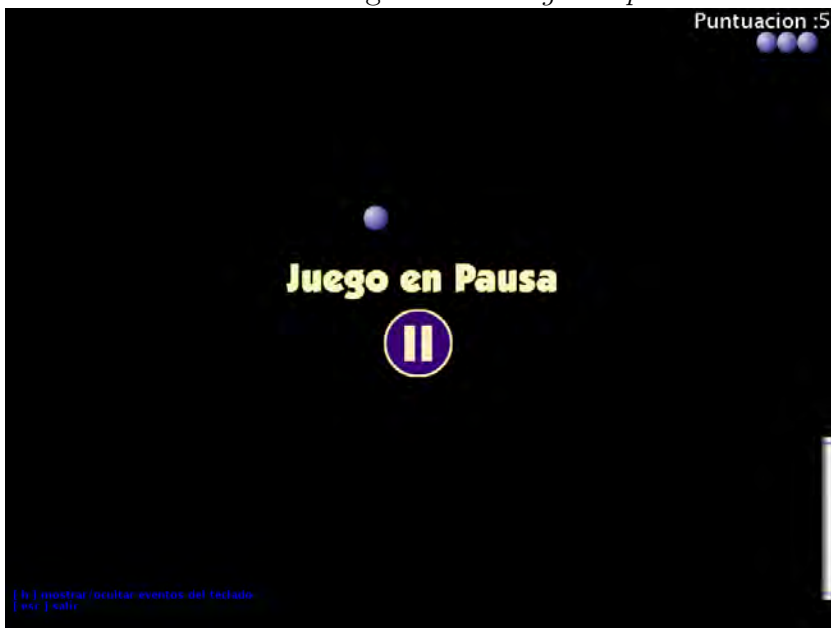 Puntuacion :5
Juego en Pausa
[ h ] mostrar/ocultar eventos del teclado
[ esc ] salir